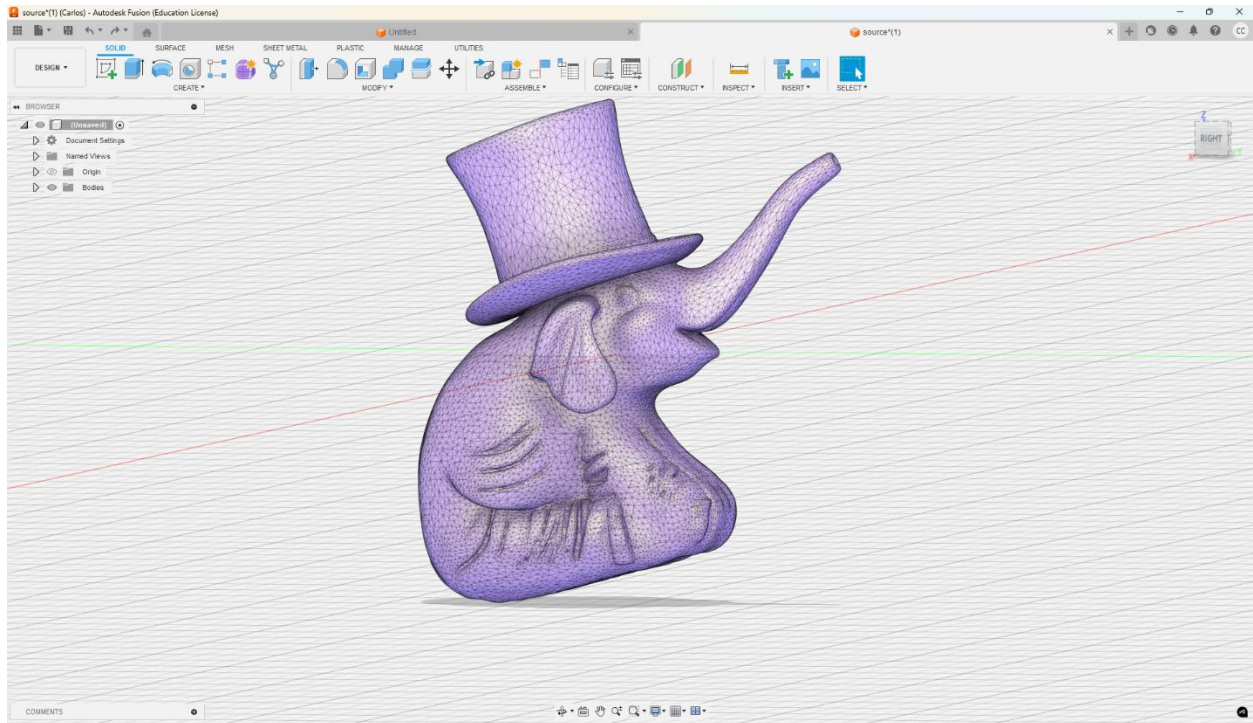 source*(1) (Carlos) - Autodesk Fusion (Education License)
Untitled
source*(1)
CC
SOLID SURFACE MESH SHEET METAL PLASTIC MANAGE UTILITIES
DESIGN
CREATE MODIFY ASSEMBLE CONFIGURE CONSTRUCT INSPECT INSERT SELECT
BROWSER
(Unsaved)
Document Settings
Named Views
Origin
Bodies
Z
RIGHT
X
Y
COMMENTS